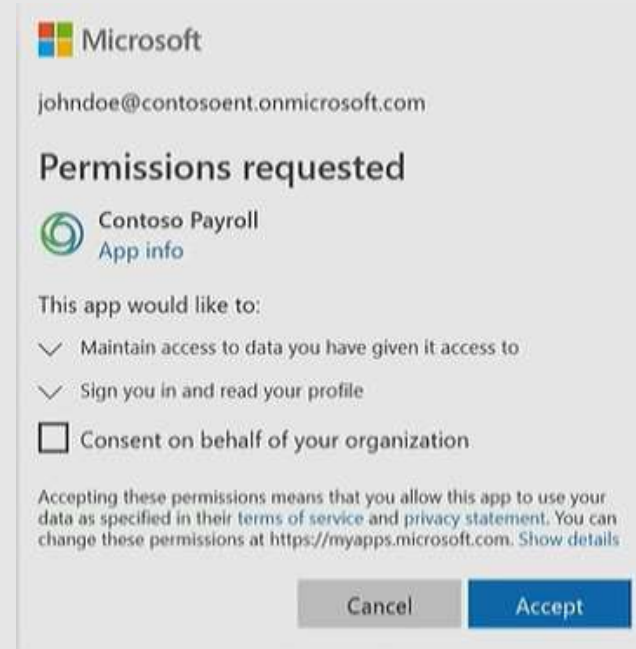 Microsoft
johndoe@contosoent.onmicrosoft.com
Permissions requested
Contoso Payroll
App info
This app would like to:
Maintain access to data you have given it access to
Sign you in and read your profile
Consent on behalf of your organization
Accepting these permissions means that you allow this app to use your
data as specified in their terms of service and privacy statement. You can
change these permissions at https://myapps.microsoft.com. Show details
Cancel
Accept